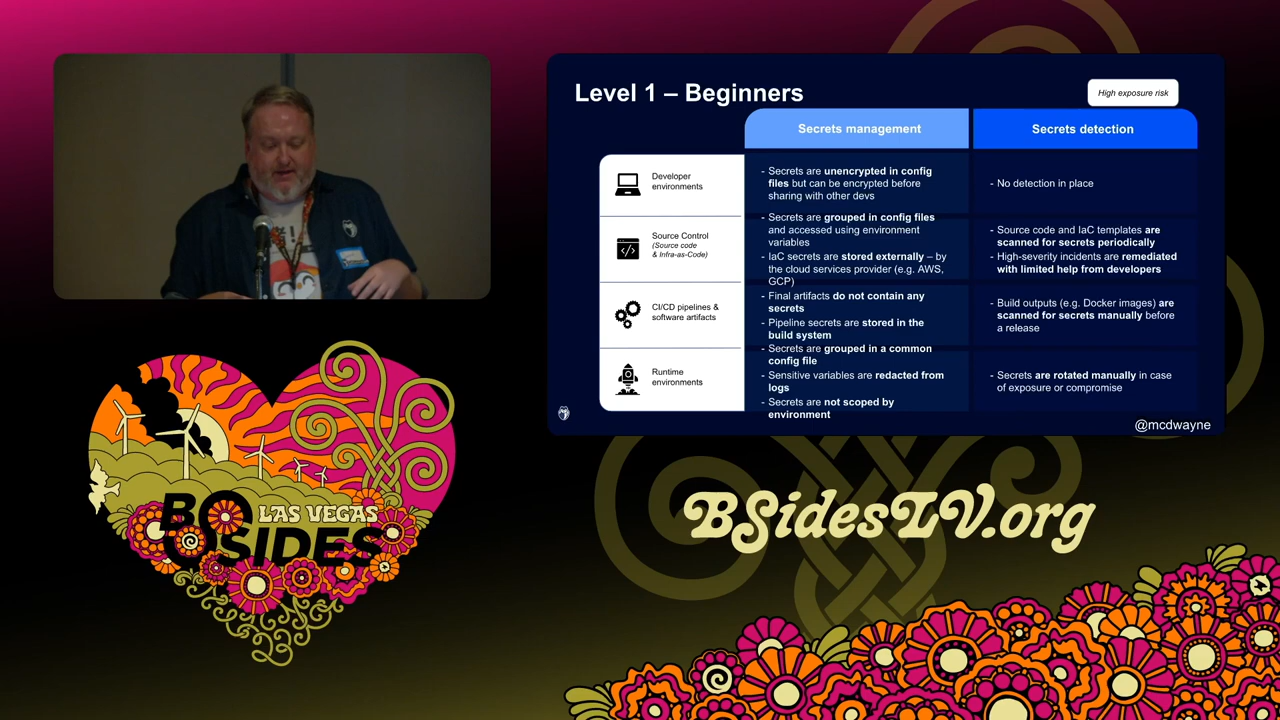 Level 1 – Beginners
High exposure risk
Secrets management
Secrets detection
Developer
environments
- Secrets are unencrypted in config
files but can be encrypted before
sharing with other devs
- No detection in place
Source Control
(Source code
& Infra-as-Code)
- Secrets are grouped in config files
and accessed using environment
variables
- IaC secrets are stored externally – by
the cloud services provider (e.g. AWS,
GCP)
- Source code and IaC templates are
scanned for secrets periodically
- High-severity incidents are remediated
with limited help from developers
CI/CD pipelines &
software artifacts
- Final artifacts do not contain any
secrets
- Pipeline secrets are stored in the
build system
- Build outputs (e.g. Docker images) are
scanned for secrets manually before
a release
Runtime
environments
- Secrets are grouped in a common
config file
- Sensitive variables are redacted from
logs
- Secrets are not scoped by
environment
- Secrets are rotated manually in case
of exposure or compromise
@mcdwayne
LAS VEGAS
BSIDES
BSidesLV.org